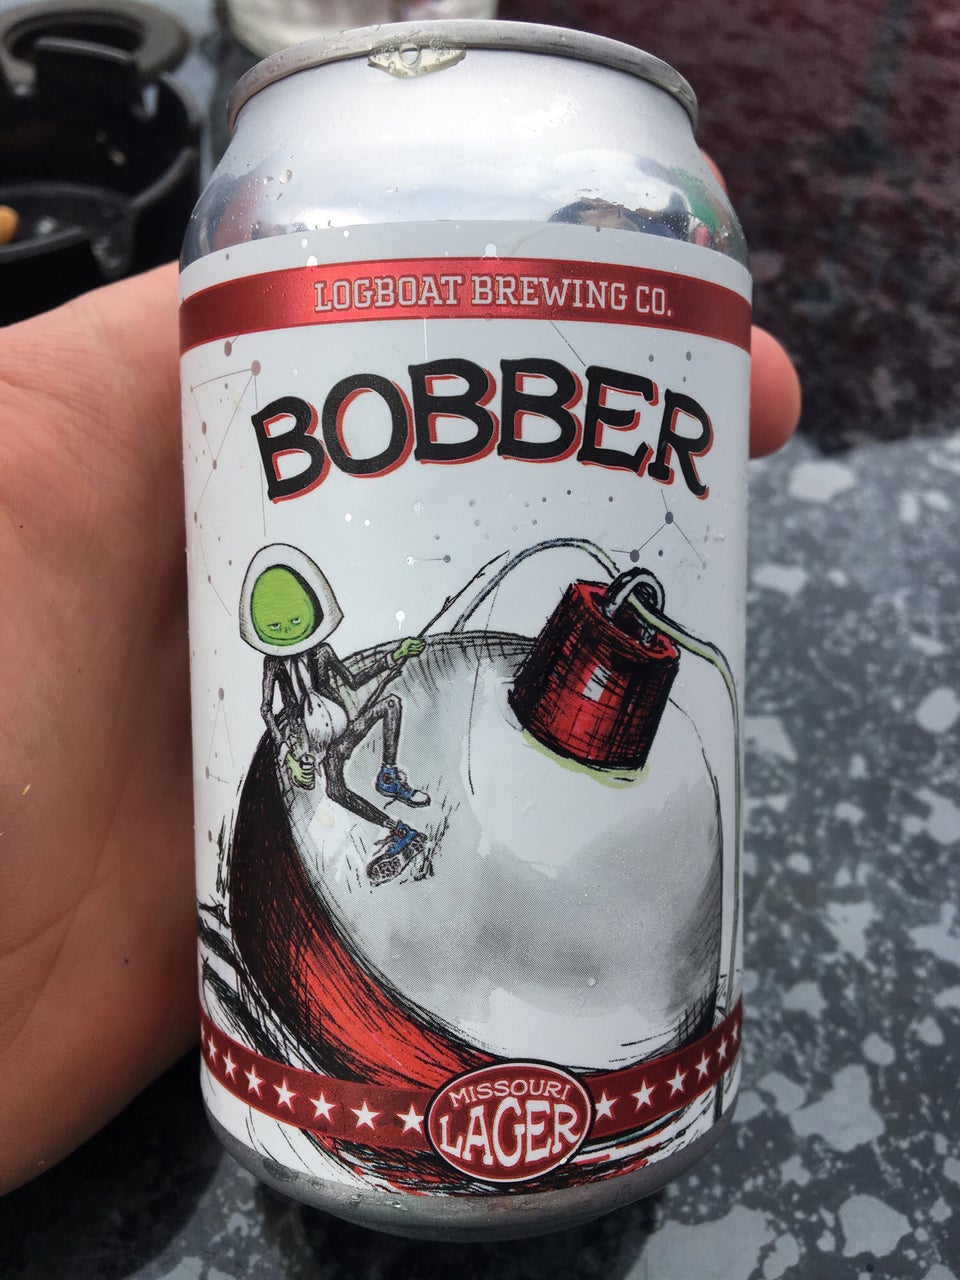 LOGBOAT BREWING CO.
BOBBER
MISSOURI
LAGER